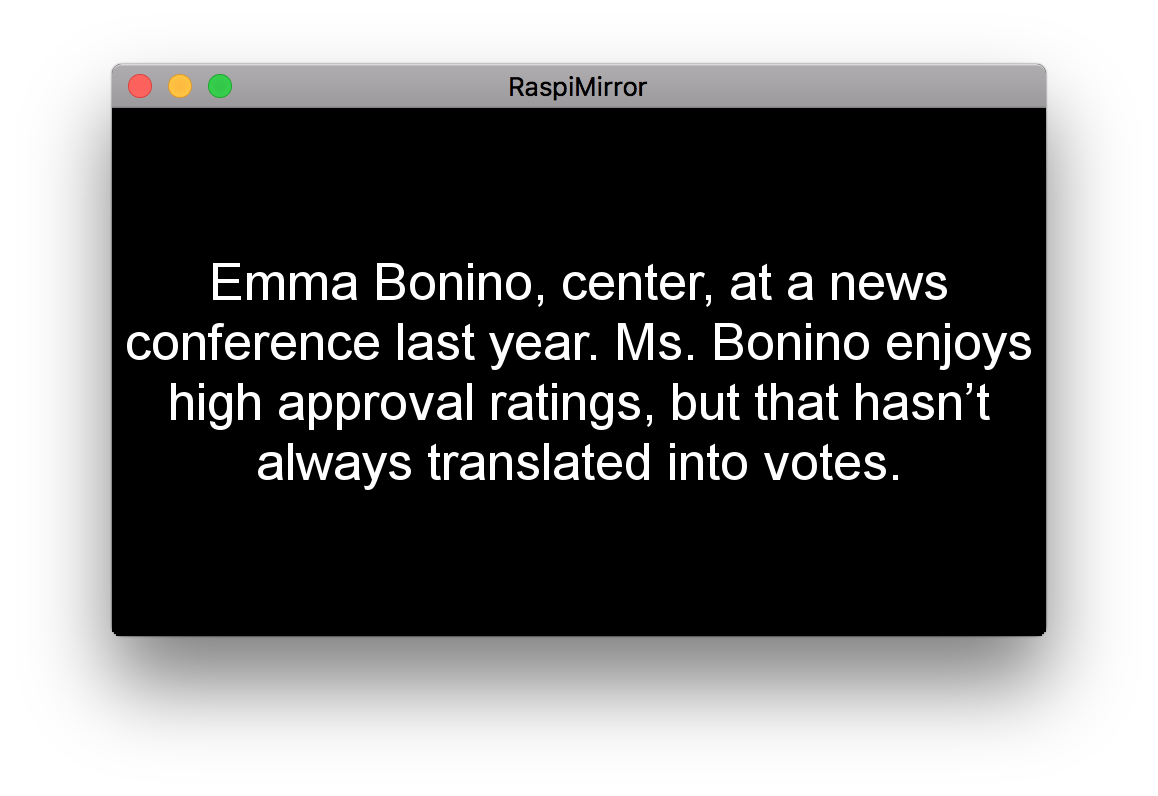 RaspiMirror
Emma Bonino, center, at a news
conference last year. Ms. Bonino enjoys
high approval ratings, but that hasn’t
always translated into votes.